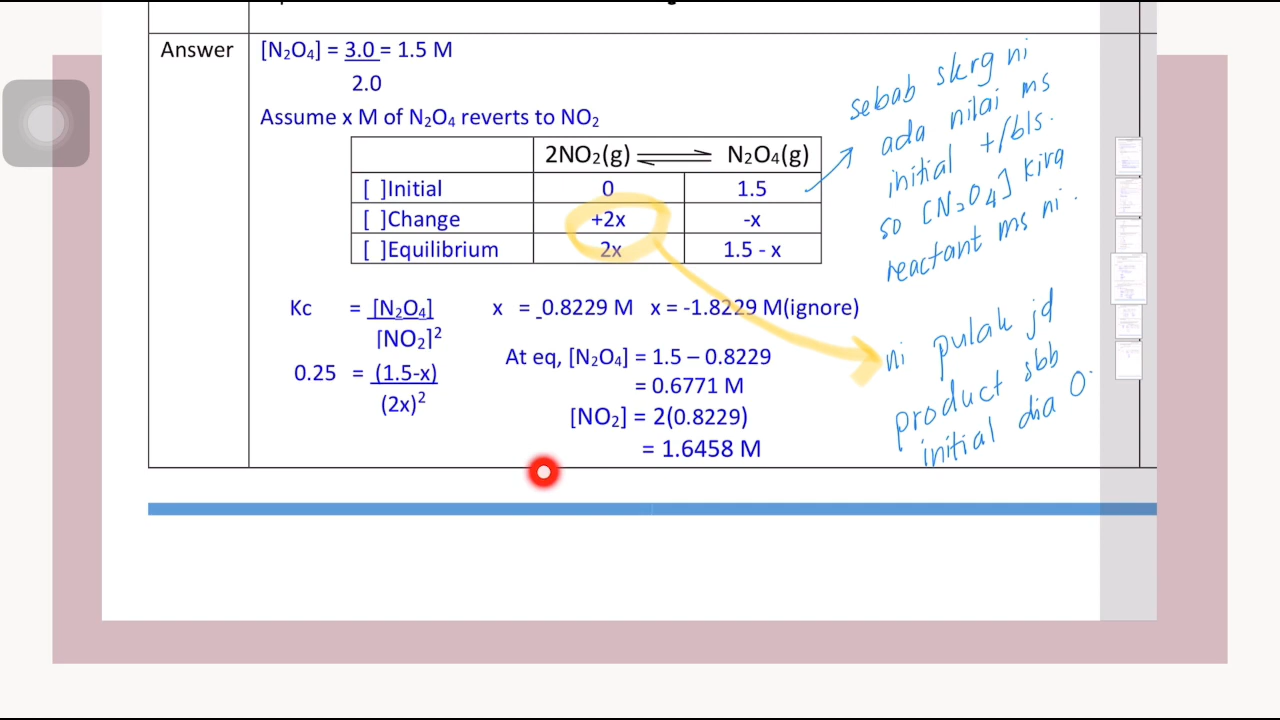 Answer
[N₂O₄] = 3.0 = 1.5 M
2.0
Assume x M of N₂O₄ reverts to NO₂
2NO₂(g) ⇌ N₂O₄(g)
[ ]Initial 0 1.5
[ ]Change +2x -x
[ ]Equilibrium 2x 1.5 - x
Kc = [N₂O₄]
[NO₂]²
0.25 = (1.5-x)
(2x)²
x = 0.8229 M x = -1.8229 M(ignore)
At eq, [N₂O₄] = 1.5 – 0.8229
= 0.6771 M
[NO₂] = 2(0.8229)
= 1.6458 M
sebab skrg ni
ada nilai ms
initial +/bls.
so [N₂O₄] kira
reactant ms ni.
ni pulak jd
product sbb
initial dia 0.